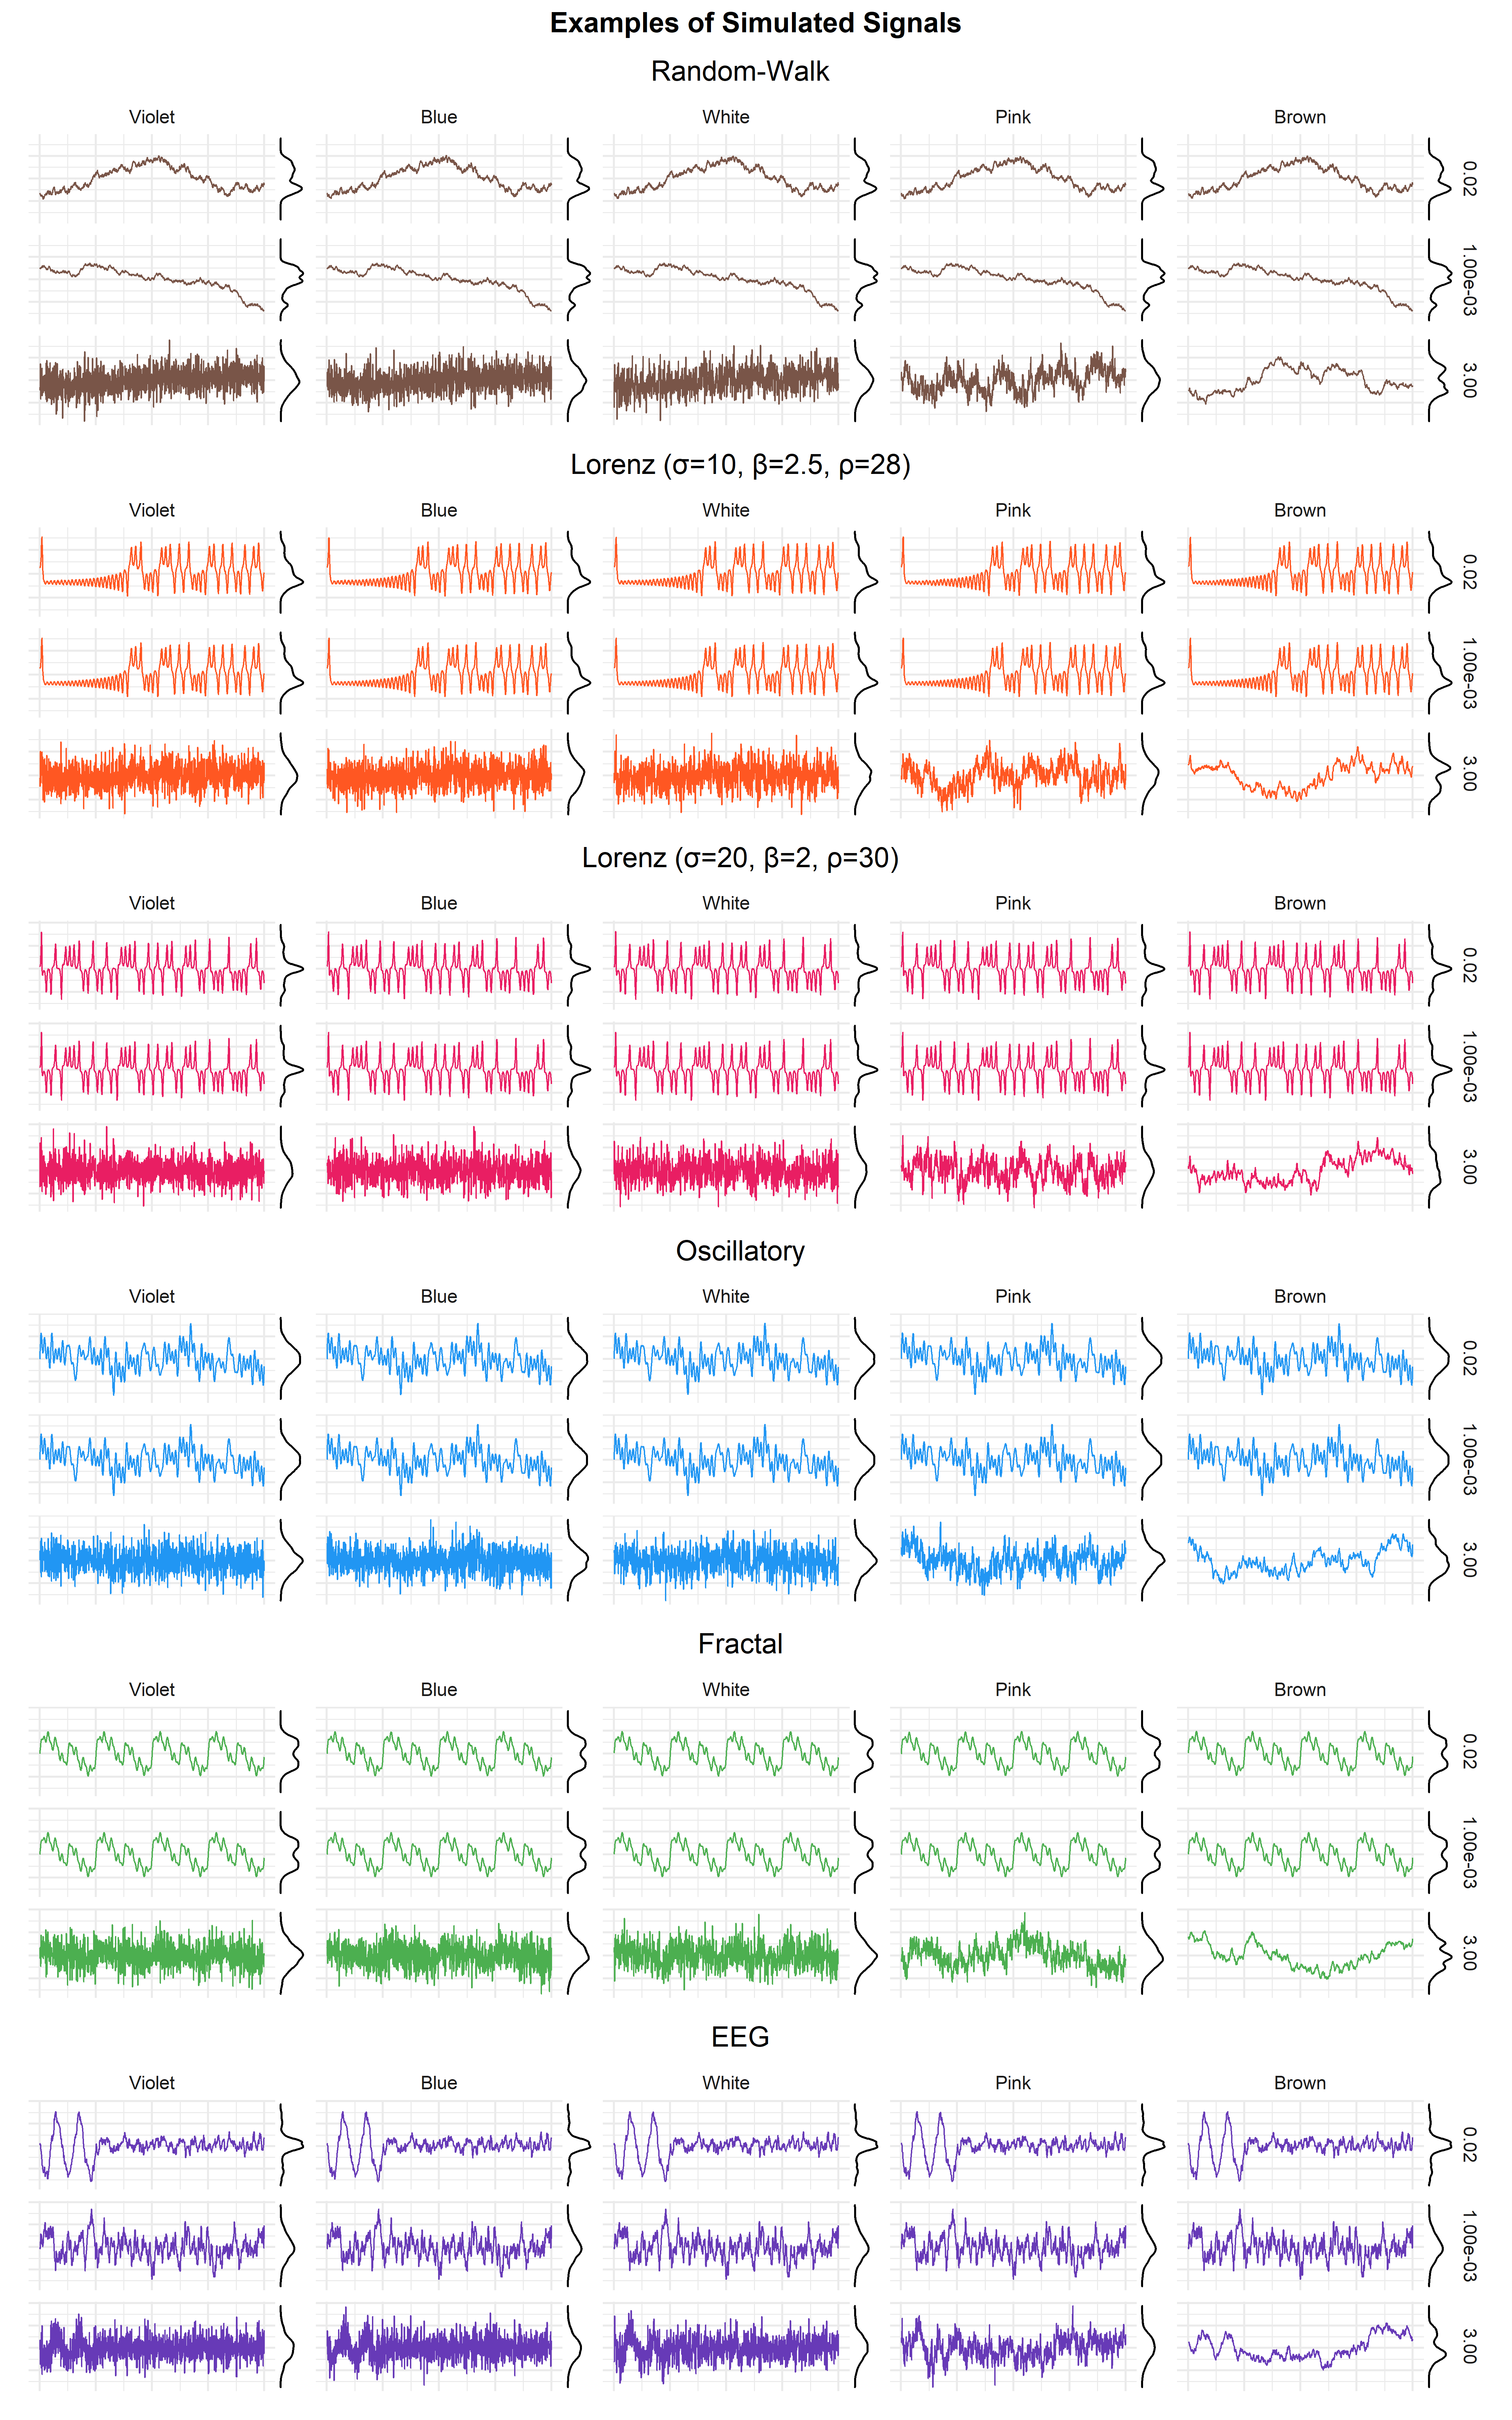 Examples of Simulated Signals
Random-Walk
Violet Blue White Pink Brown
0.02
1.00e-03
3.00
Lorenz (σ=10, β=2.5, ρ=28)
Violet Blue White Pink Brown
0.02
1.00e-03
3.00
Lorenz (σ=20, β=2, ρ=30)
Violet Blue White Pink Brown
0.02
1.00e-03
3.00
Oscillatory
Violet Blue White Pink Brown
0.02
1.00e-03
3.00
Fractal
Violet Blue White Pink Brown
0.02
1.00e-03
3.00
EEG
Violet Blue White Pink Brown
0.02
1.00e-03
3.00